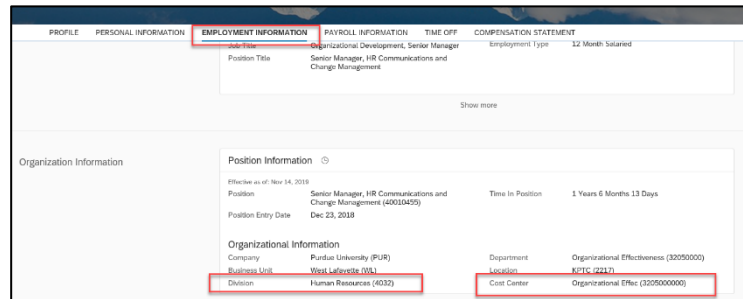 PROFILE PERSONAL INFORMATION EMPLOYMENT INFORMATION PAYROLL INFORMATION TIME OFF COMPENSATION STATEMENT
Job Title Organizational Development, Senior Manager Employment Type 12 Month Salaried
Position Title Senior Manager, HR Communications and
Change Management
Show more
Organization Information
Position Information
Effective as of: Nov 14, 2019
Position Senior Manager, HR Communications and Time In Position 1 Years 6 Months 13 Days
Change Management (40010455)
Position Entry Date Dec 23, 2018
Organizational Information
Company Purdue University (PUR) Department Organizational Effectiveness (32050000)
Business Unit West Lafayette (WL) Location KPTC (2217)
Division Human Resources (4032) Cost Center Organizational Effec (3205000000)